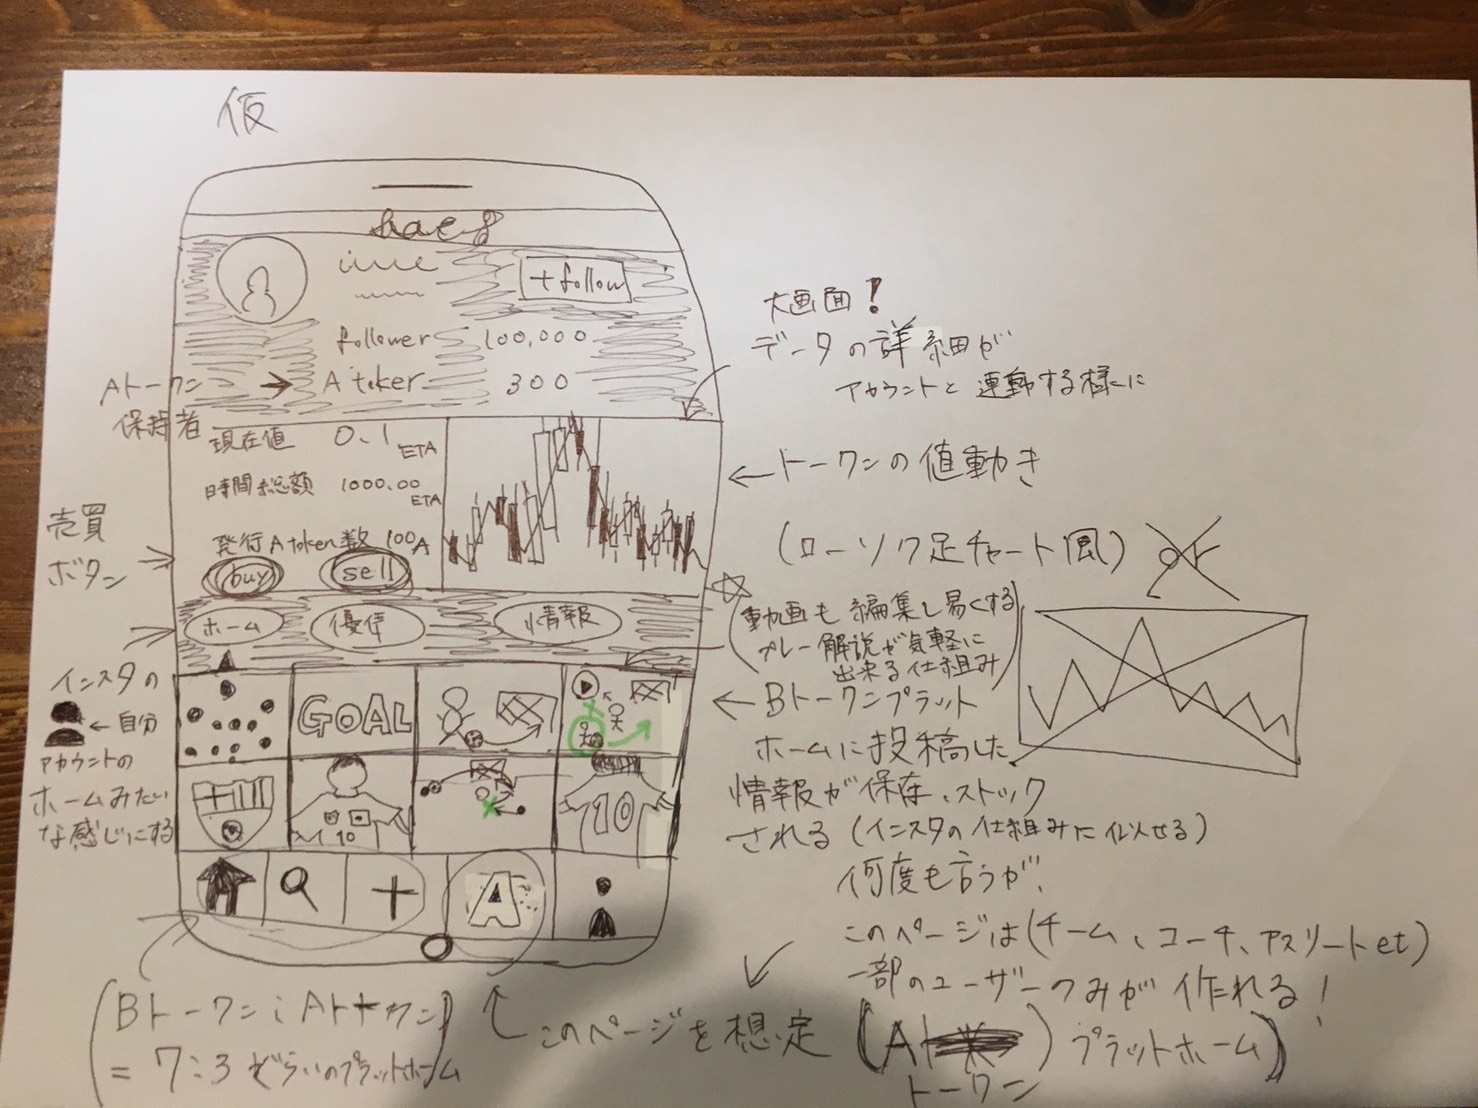 仮
+follow
follower 100,000
Aトークン
保持者
A toker 300
現在値 0.1 ETA
時間総額 1000.00 ETA
発行 A token数 100A
buy sell
売買
ボタン
ホーム 優待 情報
インスタの
←自分
アカウントの
ホームみたい
な感じにする
GOAL
10
10
A
大画面!
データの詳細が
アカウントと連動する様に
←トークンの値動き
(ローソク足チャート風) or
動画も編集し易くする
プレー解説が気軽に
出来る仕組み
←Bトークンプラット
ホームに投稿した
情報が保存、ストック
される(インスタの仕組みに似せる)
何度も言うが、
このページは(チーム、コーチ、アスリートet)
一部のユーザーのみが作れる!
(A トークン) プラットホーム)
このページを想定
(Bトークン:Aトークン)
=7:3ぐらいのプラットホーム